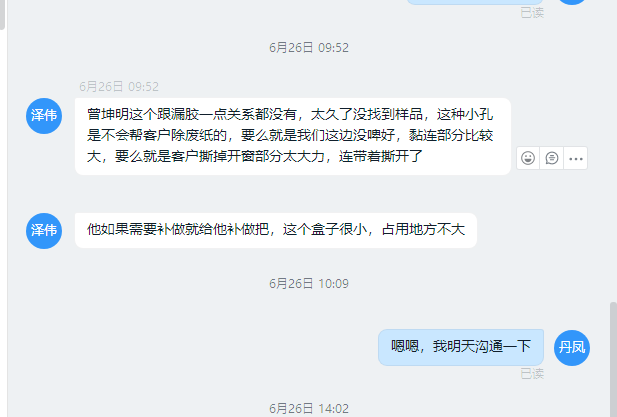 已读
6月26日 09:52
6月26日 09:52
泽伟
曾坤明这个跟漏胶一点关系都没有，太久了没找到样品，这种小孔
是不会帮客户除废纸的，要么就是我们这边没啤好，黏连部分比较
大，要么就是客户撕掉开窗部分太大力，连带着撕开了
泽伟
他如果需要补做就给他补做把，这个盒子很小，占用地方不大
6月26日 10:09
嗯嗯，我明天沟通一下
丹凤
已读
6月26日 14:02